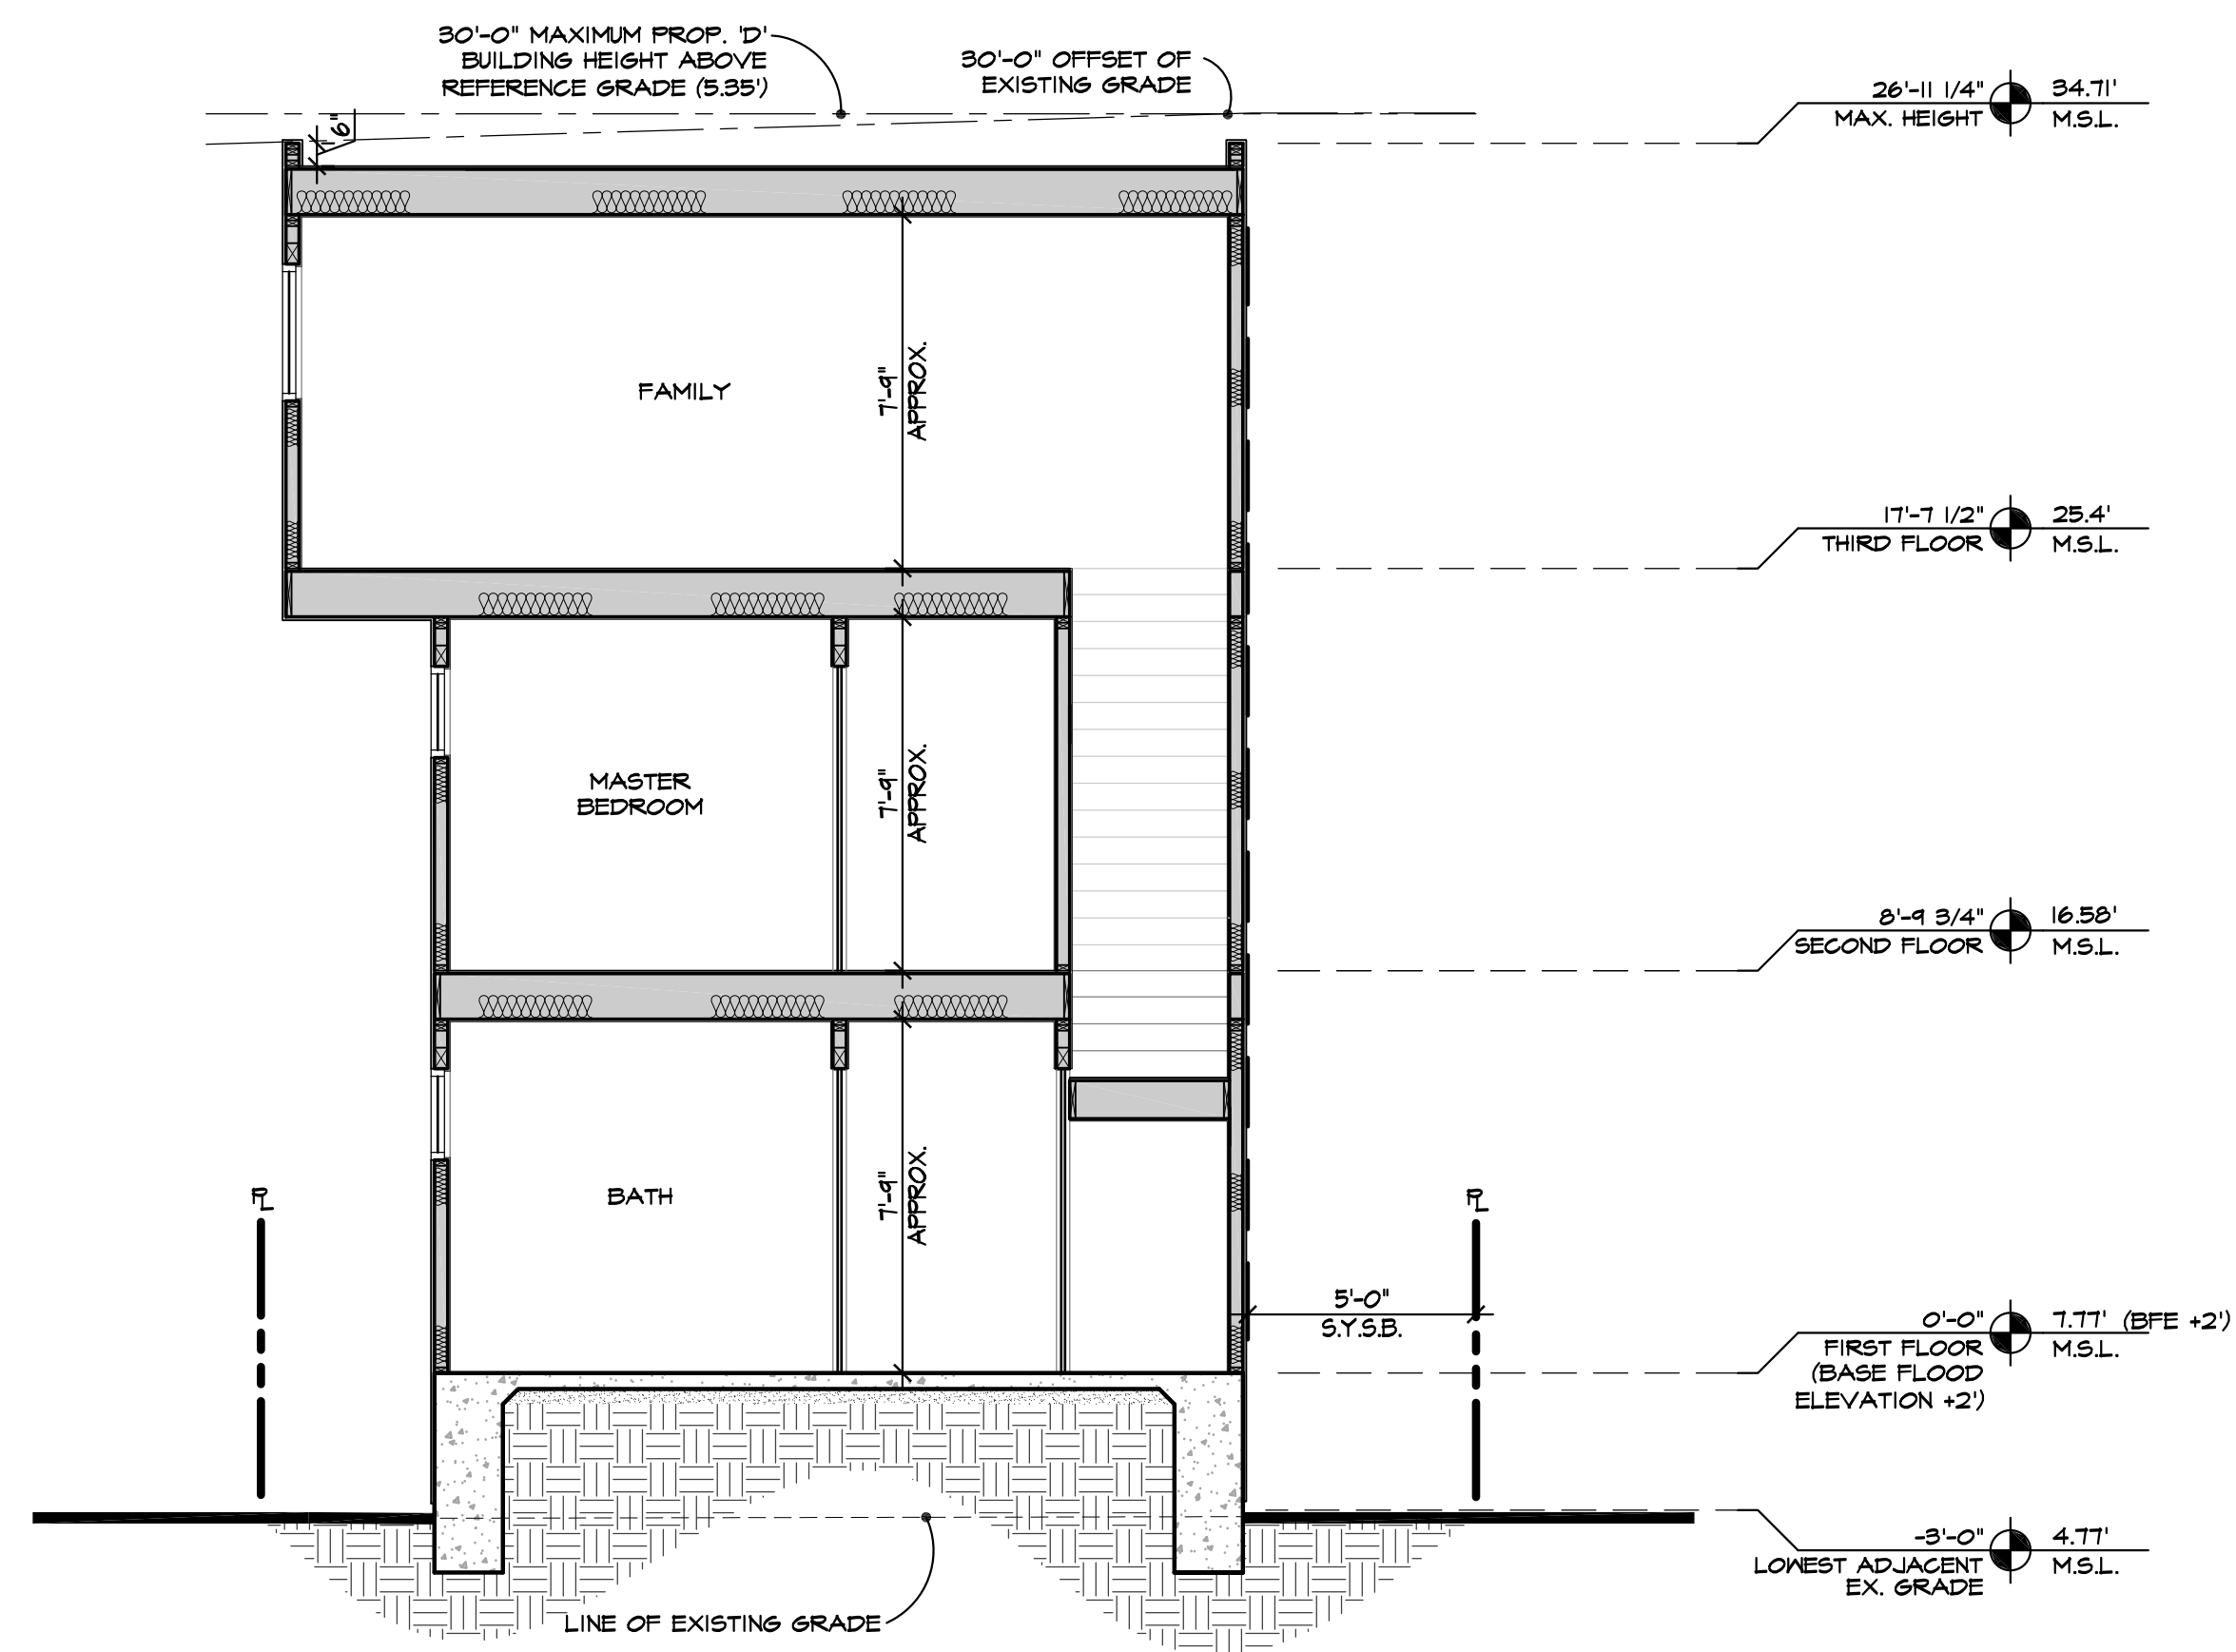 30'-0" MAXIMUM PROP. 'D'
BUILDING HEIGHT ABOVE
REFERENCE GRADE (5.35')
30'-0" OFFSET OF
EXISTING GRADE
6"
26'-11 1/4"
MAX. HEIGHT
34.71'
M.S.L.
FAMILY
7'-9"
APPROX.
17'-7 1/2"
THIRD FLOOR
25.4'
M.S.L.
MASTER
BEDROOM
7'-9"
APPROX.
8'-9 3/4"
SECOND FLOOR
16.58'
M.S.L.
BATH
7'-9"
APPROX.
PL
PL
5'-0"
S.Y.S.B.
0'-0"
FIRST FLOOR
(BASE FLOOD
ELEVATION +2')
7.77' (BFE +2')
M.S.L.
-3'-0"
LOWEST ADJACENT
EX. GRADE
4.77'
M.S.L.
LINE OF EXISTING GRADE